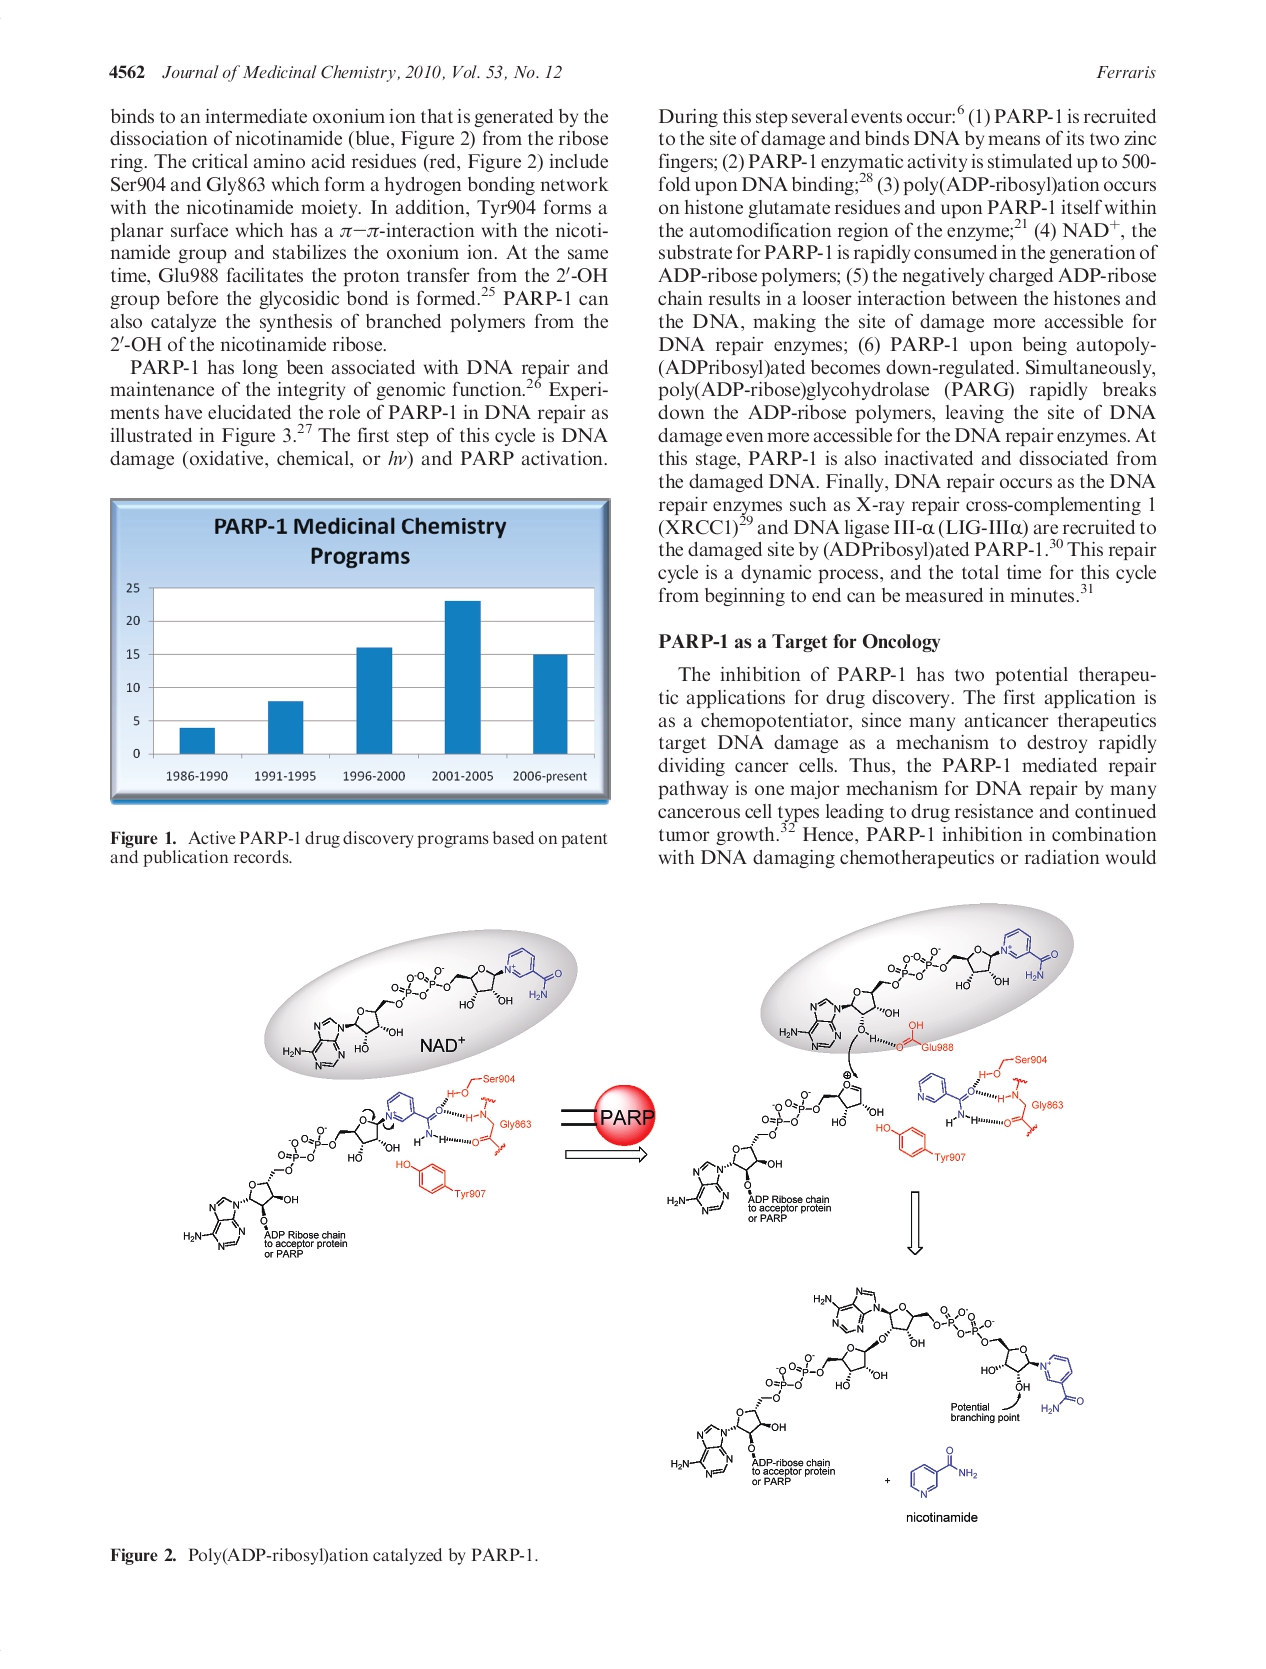 4562 Journal of Medicinal Chemistry, 2010, Vol. 53, No. 12
Ferraris
binds to an intermediate oxonium ion that is generated by the
dissociation of nicotinamide (blue, Figure 2) from the ribose
ring. The critical amino acid residues (red, Figure 2) include
Ser904 and Gly863 which form a hydrogen bonding network
with the nicotinamide moiety. In addition, Tyr904 forms a
planar surface which has a π−π-interaction with the nicoti-
namide group and stabilizes the oxonium ion. At the same
time, Glu988 facilitates the proton transfer from the 2′-OH
group before the glycosidic bond is formed.25 PARP-1 can
also catalyze the synthesis of branched polymers from the
2′-OH of the nicotinamide ribose.
PARP-1 has long been associated with DNA repair and
maintenance of the integrity of genomic function.26 Experi-
ments have elucidated the role of PARP-1 in DNA repair as
illustrated in Figure 3.27 The first step of this cycle is DNA
damage (oxidative, chemical, or hν) and PARP activation.
PARP-1 Medicinal Chemistry
Programs
25
20
15
10
5
0
1986-1990 1991-1995 1996-2000 2001-2005 2006-present
Figure 1. Active PARP-1 drug discovery programs based on patent
and publication records.
During this step several events occur:6 (1) PARP-1 is recruited
to the site of damage and binds DNA by means of its two zinc
fingers; (2) PARP-1 enzymatic activity is stimulated up to 500-
fold upon DNA binding;28 (3) poly(ADP-ribosyl)ation occurs
on histone glutamate residues and upon PARP-1 itself within
the automodification region of the enzyme;21 (4) NAD+, the
substrate for PARP-1 is rapidly consumed in the generation of
ADP-ribose polymers; (5) the negatively charged ADP-ribose
chain results in a looser interaction between the histones and
the DNA, making the site of damage more accessible for
DNA repair enzymes; (6) PARP-1 upon being autopoly-
(ADPribosyl)ated becomes down-regulated. Simultaneously,
poly(ADP-ribose)glycohydrolase (PARG) rapidly breaks
down the ADP-ribose polymers, leaving the site of DNA
damage even more accessible for the DNA repair enzymes. At
this stage, PARP-1 is also inactivated and dissociated from
the damaged DNA. Finally, DNA repair occurs as the DNA
repair enzymes such as X-ray repair cross-complementing 1
(XRCC1)29 and DNA ligase III-α (LIG-IIIα) are recruited to
the damaged site by (ADPribosyl)ated PARP-1.30 This repair
cycle is a dynamic process, and the total time for this cycle
from beginning to end can be measured in minutes.31
PARP-1 as a Target for Oncology
The inhibition of PARP-1 has two potential therapeu-
tic applications for drug discovery. The first application is
as a chemopotentiator, since many anticancer therapeutics
target DNA damage as a mechanism to destroy rapidly
dividing cancer cells. Thus, the PARP-1 mediated repair
pathway is one major mechanism for DNA repair by many
cancerous cell types leading to drug resistance and continued
tumor growth.32 Hence, PARP-1 inhibition in combination
with DNA damaging chemotherapeutics or radiation would
NAD+
Ser904
Gly863
Tyr907
ADP Ribose chain
to acceptor protein
or PARP
PARP
Glu988
Ser904
Gly863
Tyr907
ADP Ribose chain
to acceptor protein
or PARP
Potential
branching point
ADP-ribose chain
to acceptor protein
or PARP
+
nicotinamide
Figure 2. Poly(ADP-ribosyl)ation catalyzed by PARP-1.